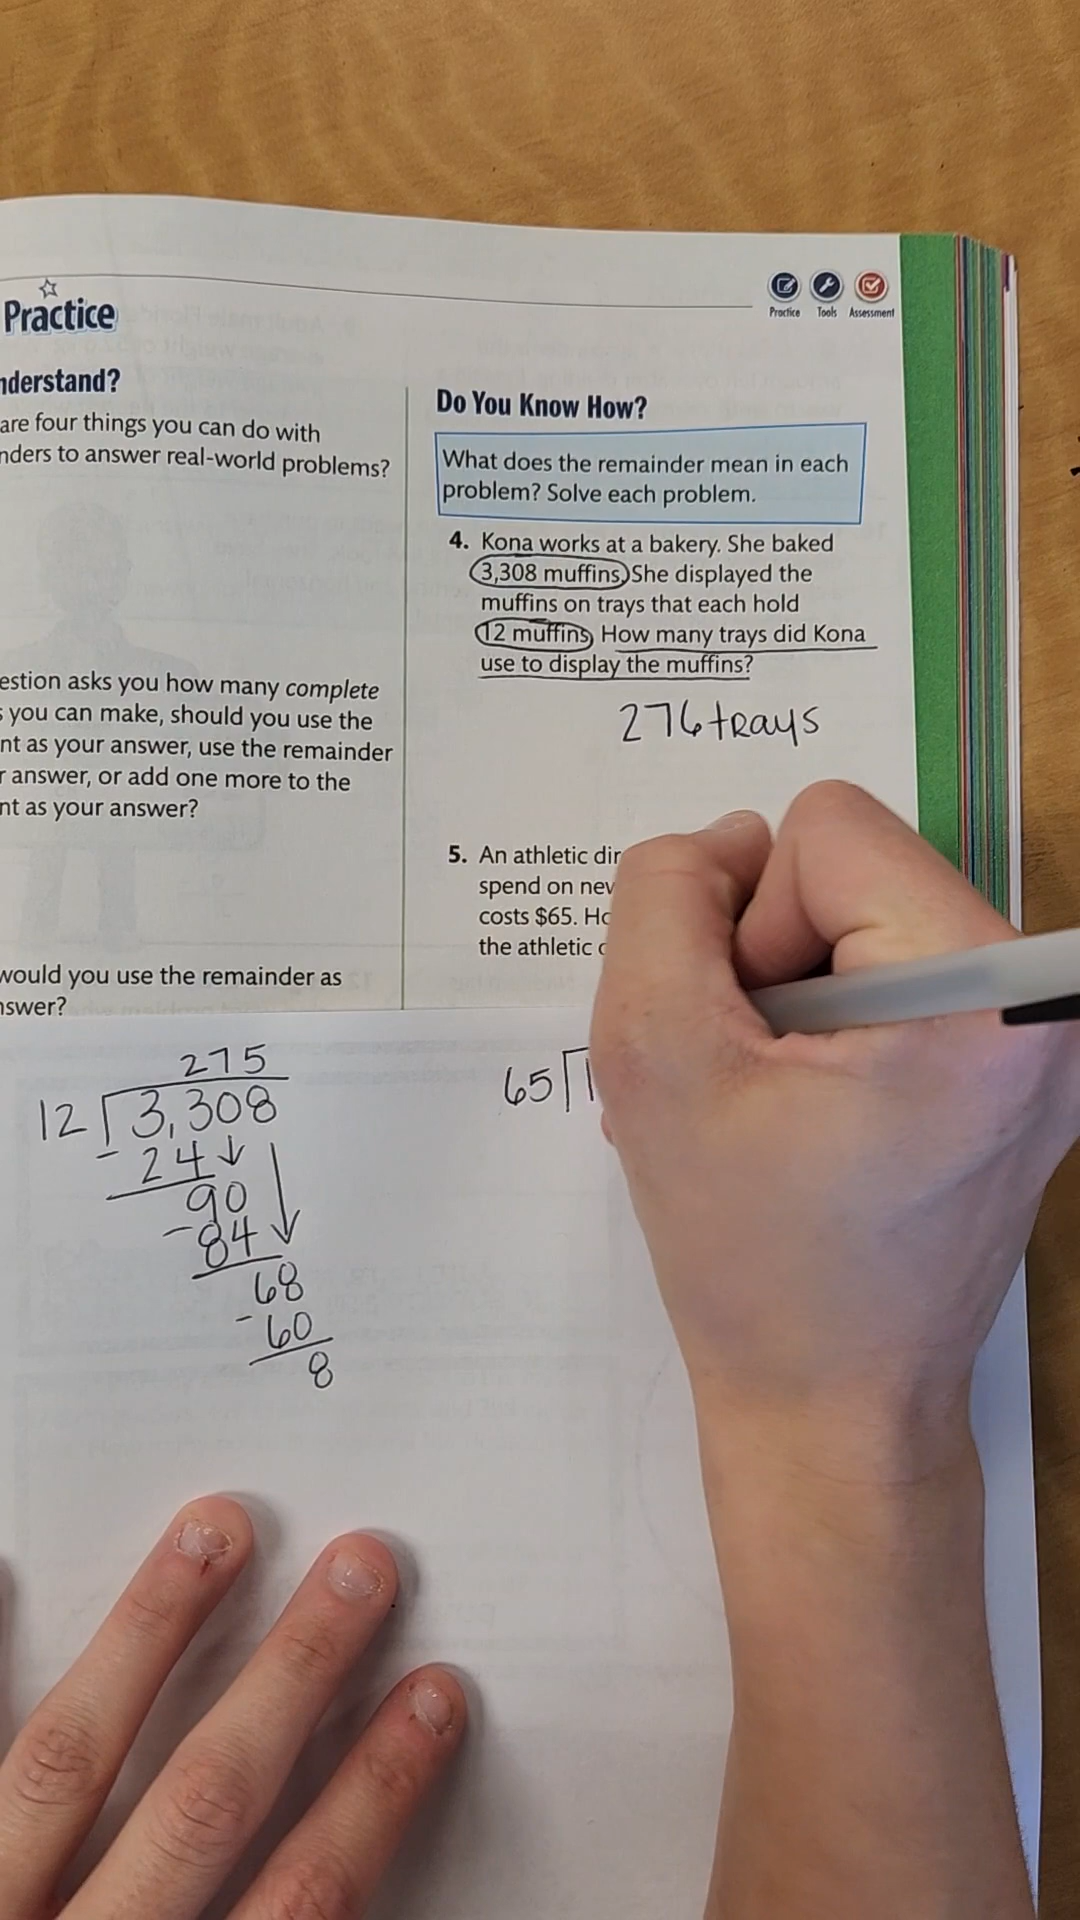 Practice
Practice Tools Assessment
nderstand?
are four things you can do with
nders to answer real-world problems?
estion asks you how many complete
s you can make, should you use the
nt as your answer, use the remainder
r answer, or add one more to the
nt as your answer?
would you use the remainder as
nswer?
Do You Know How?
What does the remainder mean in each
problem? Solve each problem.
4. Kona works at a bakery. She baked
3,308 muffins. She displayed the
muffins on trays that each hold
12 muffins. How many trays did Kona
use to display the muffins?
276 trays
5. An athletic dir
spend on new
costs $65. Ho
the athletic
275
12 3,308
- 24
90
- 84
68
- 60
8
65